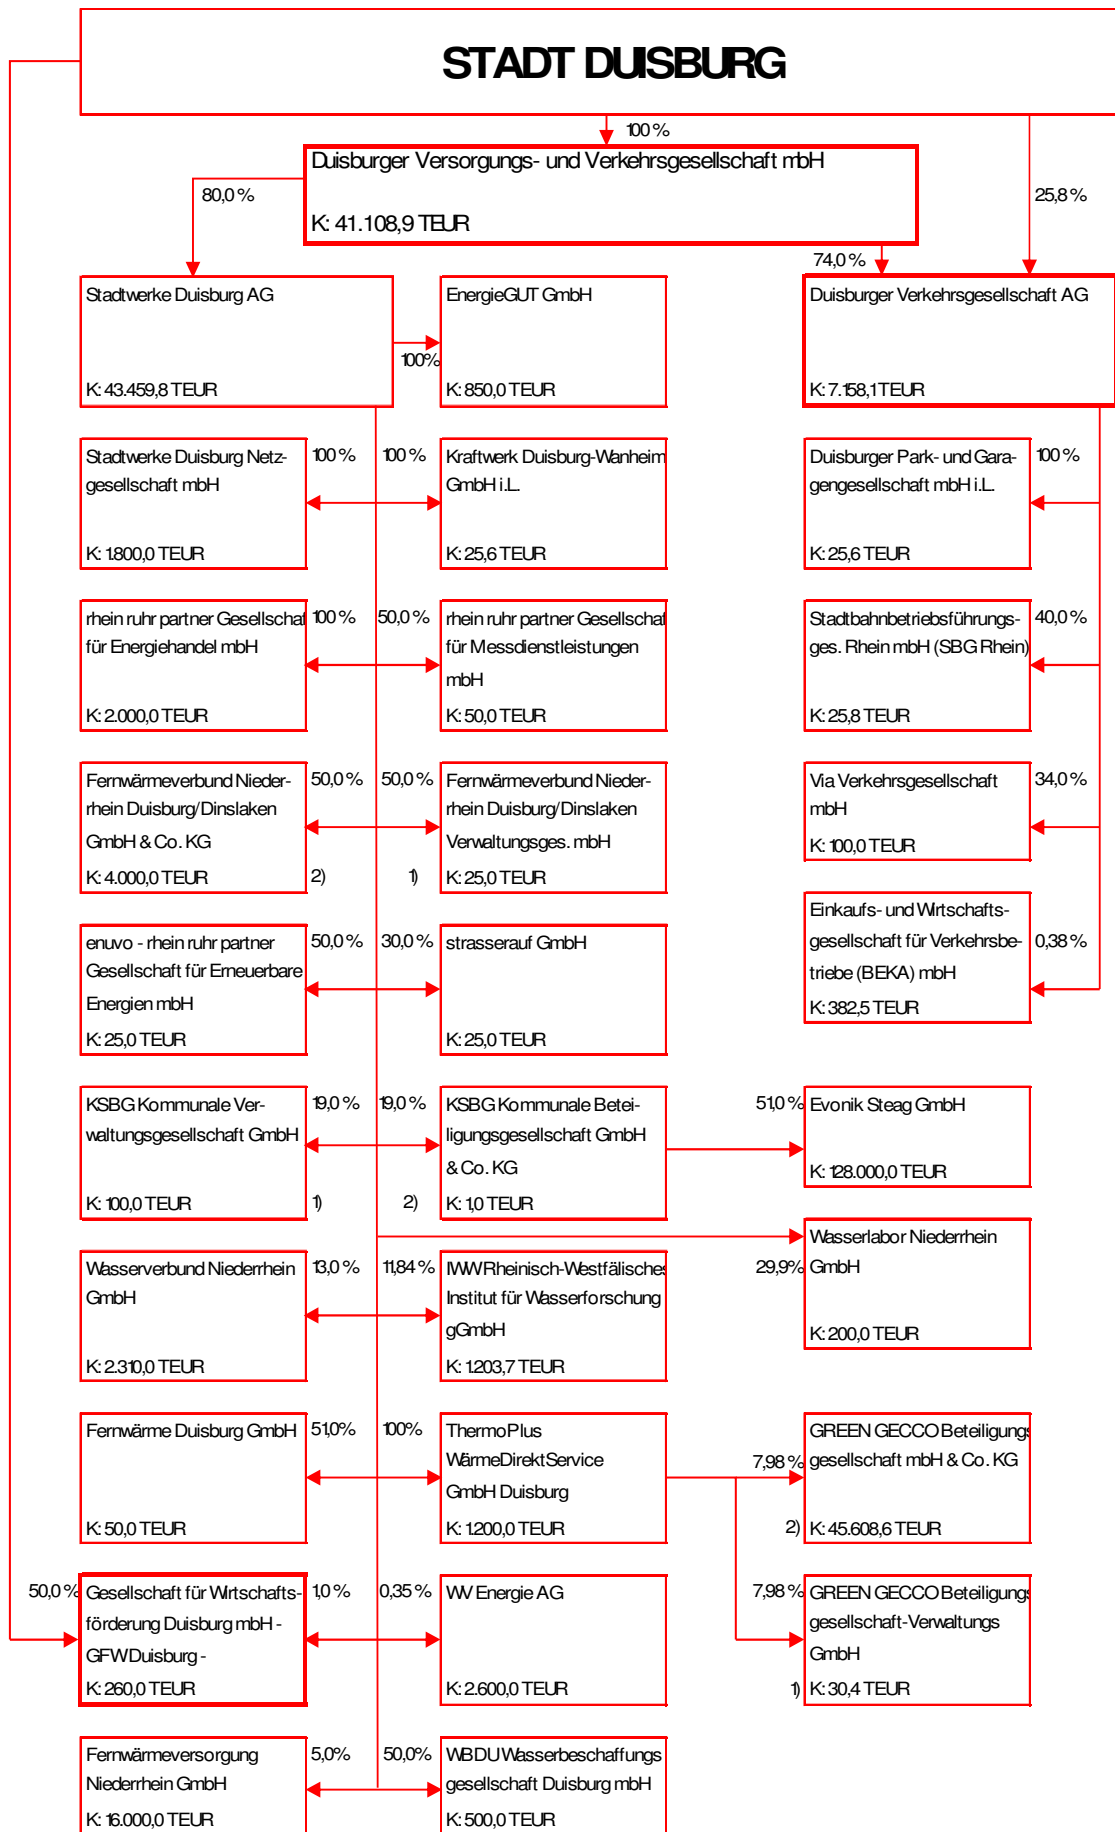 STADT DUISBURG
100 %
Duisburger Versorgungs- und Verkehrsgesellschaft mbH
K: 41.108,9 TEUR
80,0 %
25,8 %
74,0 %
Stadtwerke Duisburg AG
K: 43.459,8 TEUR
100%
EnergieGUT GmbH
K: 850,0 TEUR
Duisburger Verkehrsgesellschaft AG
K: 7.158,1 TEUR
Stadtwerke Duisburg Netz-
gesellschaft mbH
K: 1.800,0 TEUR
100 %
100 %
Kraftwerk Duisburg-Wanheim
GmbH i.L.
K: 25,6 TEUR
Duisburger Park- und Gara-
gengesellschaft mbH i.L.
K: 25,6 TEUR
100 %
rhein ruhr partner Gesellschaf
für Energiehandel mbH
K: 2.000,0 TEUR
100 %
50,0 %
rhein ruhr partner Gesellschaf
für Messdienstleistungen
mbH
K: 50,0 TEUR
Stadtbahnbetriebsführungs-
ges. Rhein mbH (SBG Rhein)
K: 25,8 TEUR
40,0 %
Fernwärmeverbund Nieder-
rhein Duisburg/Dinslaken
GmbH & Co. KG
K: 4.000,0 TEUR
50,0 %
2)
50,0 %
1)
Fernwärmeverbund Nieder-
rhein Duisburg/Dinslaken
Verwaltungsges. mbH
K: 25,0 TEUR
Via Verkehrsgesellschaft
mbH
K: 100,0 TEUR
34,0 %
enuvo - rhein ruhr partner
Gesellschaft für Erneuerbare
Energien mbH
K: 25,0 TEUR
50,0 %
30,0 %
strasserauf GmbH
K: 25,0 TEUR
Einkaufs- und Wirtschafts-
gesellschaft für Verkehrsbe-
triebe (BEKA) mbH
K: 382,5 TEUR
0,38 %
KSBG Kommunale Ver-
waltungsgesellschaft GmbH
K: 100,0 TEUR
19,0 %
1)
19,0 %
2)
KSBG Kommunale Betei-
ligungsgesellschaft GmbH
& Co. KG
K: 1,0 TEUR
51,0 %
Evonik Steag GmbH
K: 128.000,0 TEUR
Wasserverbund Niederrhein
GmbH
K: 2.310,0 TEUR
13,0 %
11,84 %
IWW Rheinisch-Westfälisches
Institut für Wasserforschung
gGmbH
K: 1.203,7 TEUR
29,9%
Wasserlabor Niederrhein
GmbH
K: 200,0 TEUR
Fernwärme Duisburg GmbH
K: 50,0 TEUR
51,0%
100%
ThermoPlus
WärmeDirektService
GmbH Duisburg
K: 1.200,0 TEUR
7,98 %
2)
GREEN GECCO Beteiligungs
gesellschaft mbH & Co. KG
K: 45.608,6 TEUR
50,0 %
Gesellschaft für Wirtschafts-
förderung Duisburg mbH -
GFW Duisburg -
K: 260,0 TEUR
1,0 %
0,35 %
WV Energie AG
K: 2.600,0 TEUR
7,98 %
1)
GREEN GECCO Beteiligungs
gesellschaft-Verwaltungs
GmbH
K: 30,4 TEUR
Fernwärmeversorgung
Niederrhein GmbH
K: 16.000,0 TEUR
5,0%
50,0%
WBDU Wasserbeschaffungs
gesellschaft Duisburg mbH
K: 500,0 TEUR